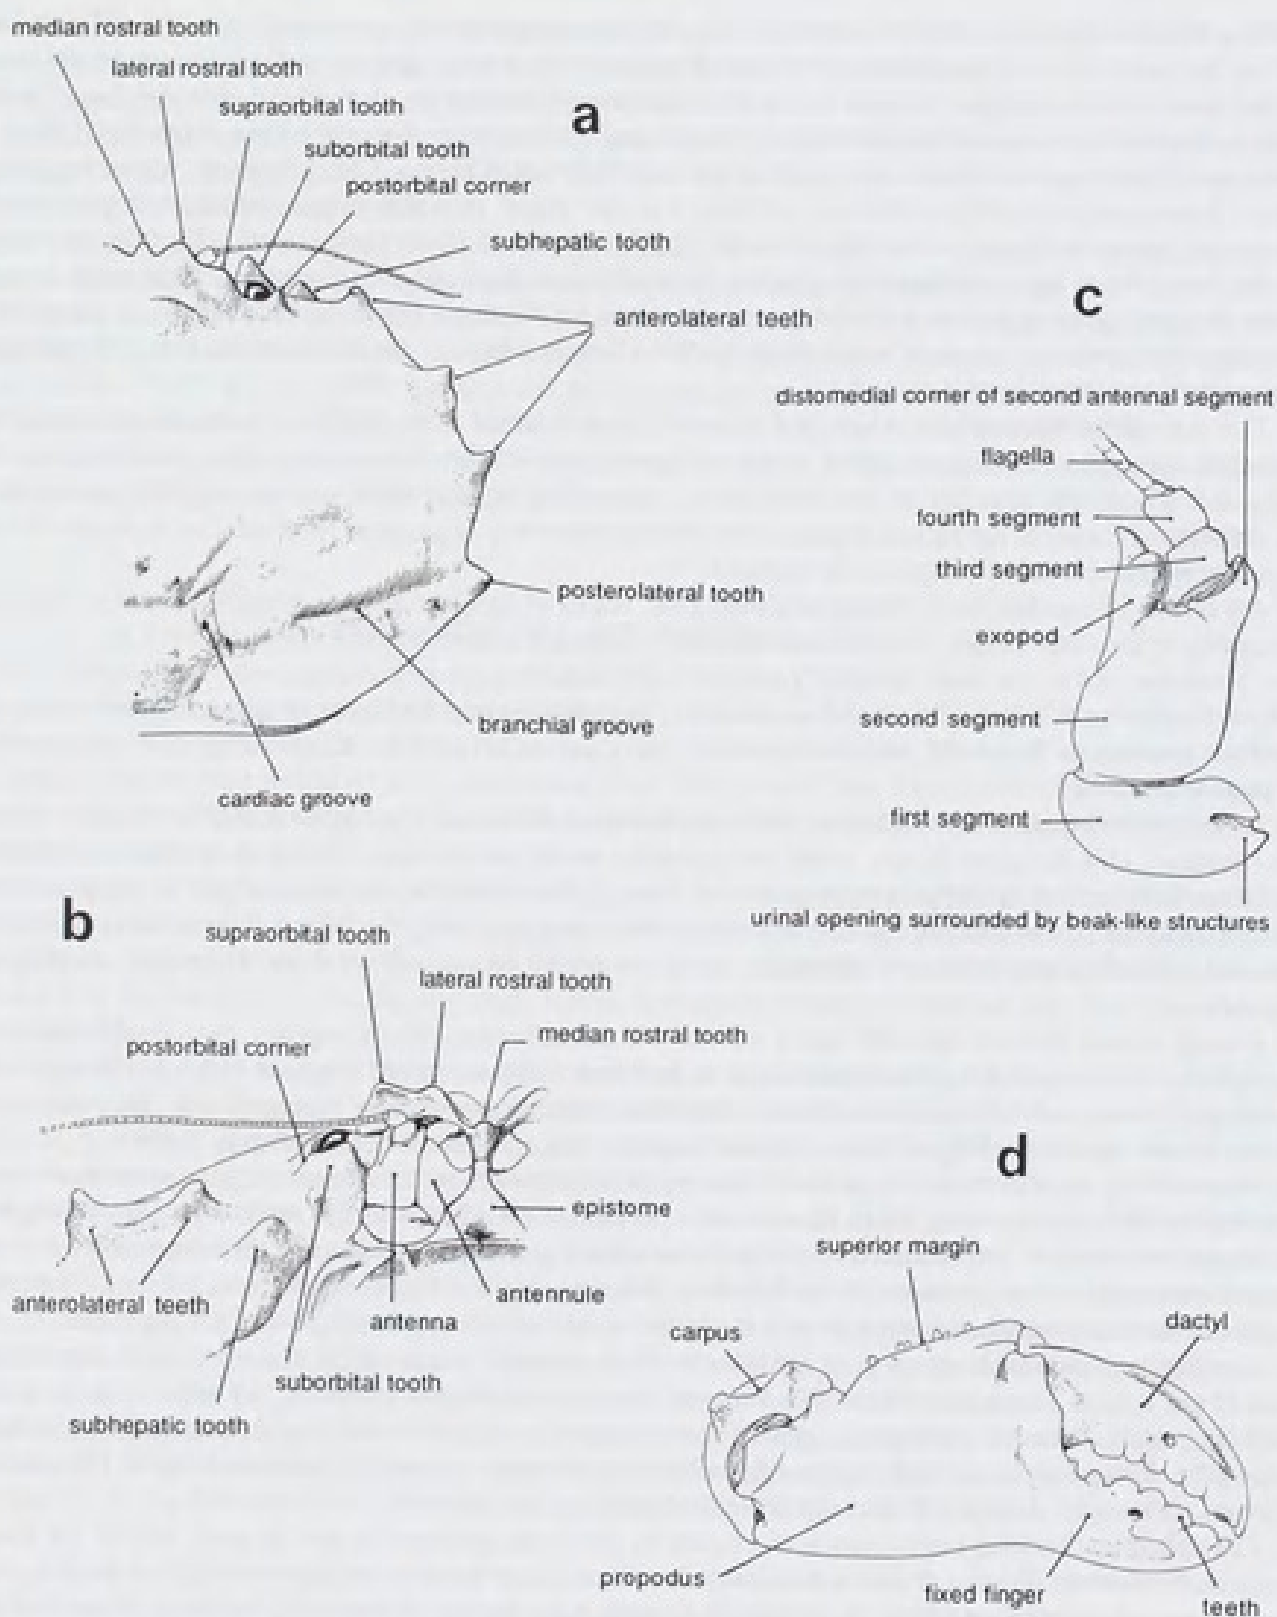 median rostral tooth
lateral rostral tooth
supraorbital tooth
a
suborbital tooth
postorbital corner
subhepatic tooth
anterolateral teeth
posterolateral tooth
branchial groove
cardiac groove
c
distomedial corner of second antennal segment
flagella
fourth segment
third segment
exopod
second segment
first segment
urinal opening surrounded by beak-like structures
b
supraorbital tooth
lateral rostral tooth
median rostral tooth
postorbital corner
epistome
antennule
anterolateral teeth
antenna
suborbital tooth
subhepatic tooth
d
superior margin
carpus
dactyl
propodus
fixed finger
teeth